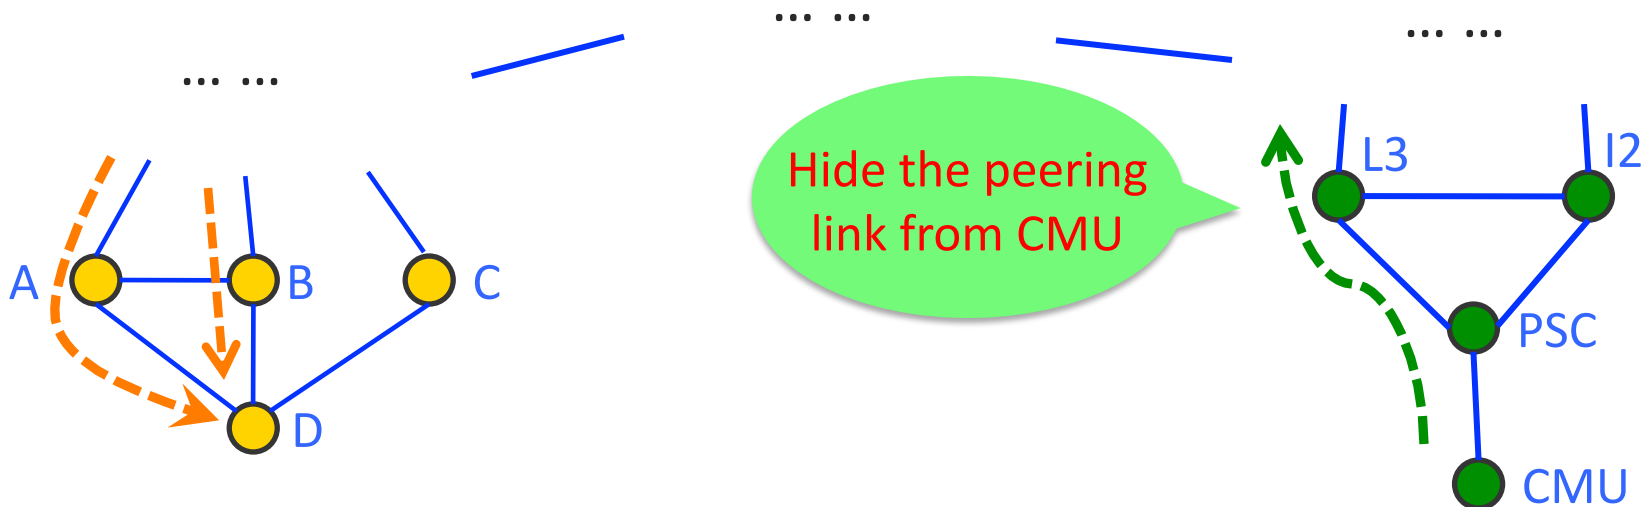 ... ...
... ...
... ...
Hide the peering
link from CMU
L3
I2
A
B
C
PSC
D
CMU